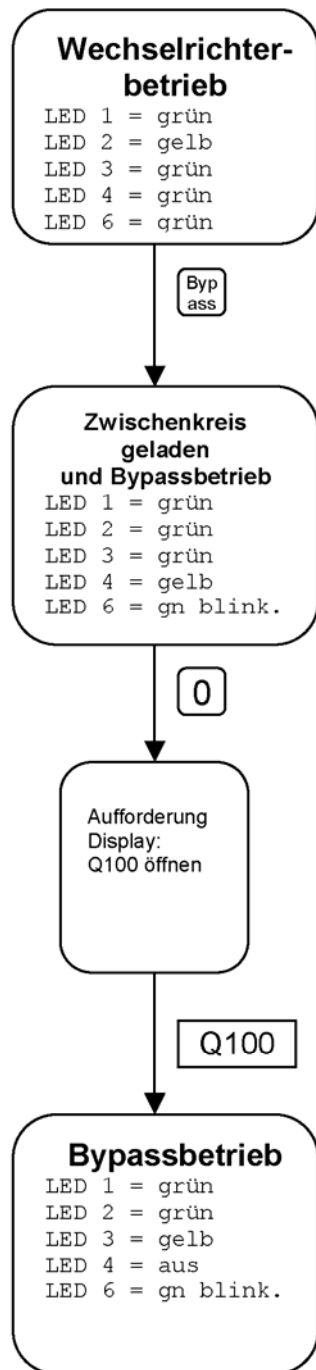 Wechselrichter-
betrieb
LED 1 = grün
LED 2 = gelb
LED 3 = grün
LED 4 = grün
LED 6 = grün
Byp
ass
Zwischenkreis
geladen
und Bypassbetrieb
LED 1 = grün
LED 2 = grün
LED 3 = grün
LED 4 = gelb
LED 6 = gn blink.
0
Aufforderung
Display:
Q100 öffnen
Q100
Bypassbetrieb
LED 1 = grün
LED 2 = grün
LED 3 = gelb
LED 4 = aus
LED 6 = gn blink.